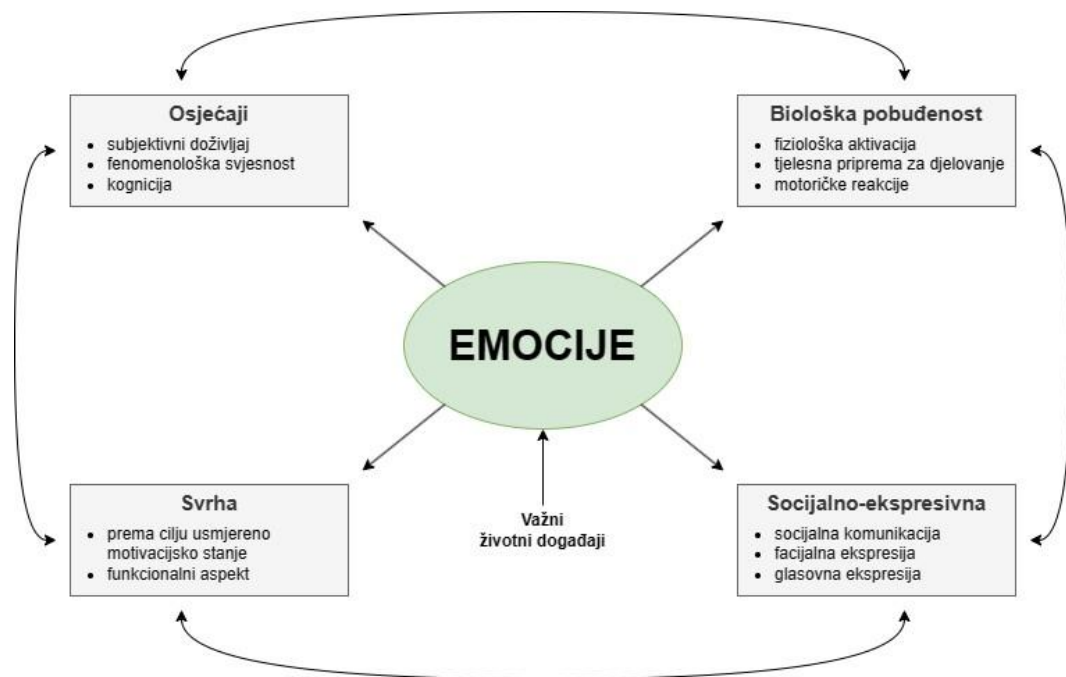 Osjećaji
subjektivni doživljaj
fenomenološka svjesnost
kognicija
Biološka pobuđenost
fiziološka aktivacija
tjelesna priprema za djelovanje
motoričke reakcije
EMOCIJE
Svrha
prema cilju usmjereno
motivacijsko stanje
funkcionalni aspekt
Važni
životni događaji
Socijalno-ekspresivna
socijalna komunikacija
facijalna ekspresija
glasovna ekspresija